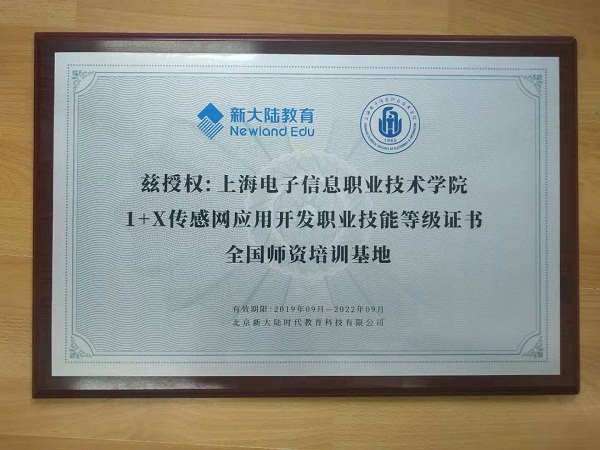 新大陆教育
Newland Edu
兹授权:上海电子信息职业技术学院
1+X传感网应用开发职业技能等级证书
全国师资培训基地
有效期限:2019年09月—2022年09月
北京新大陆时代教育科技有限公司